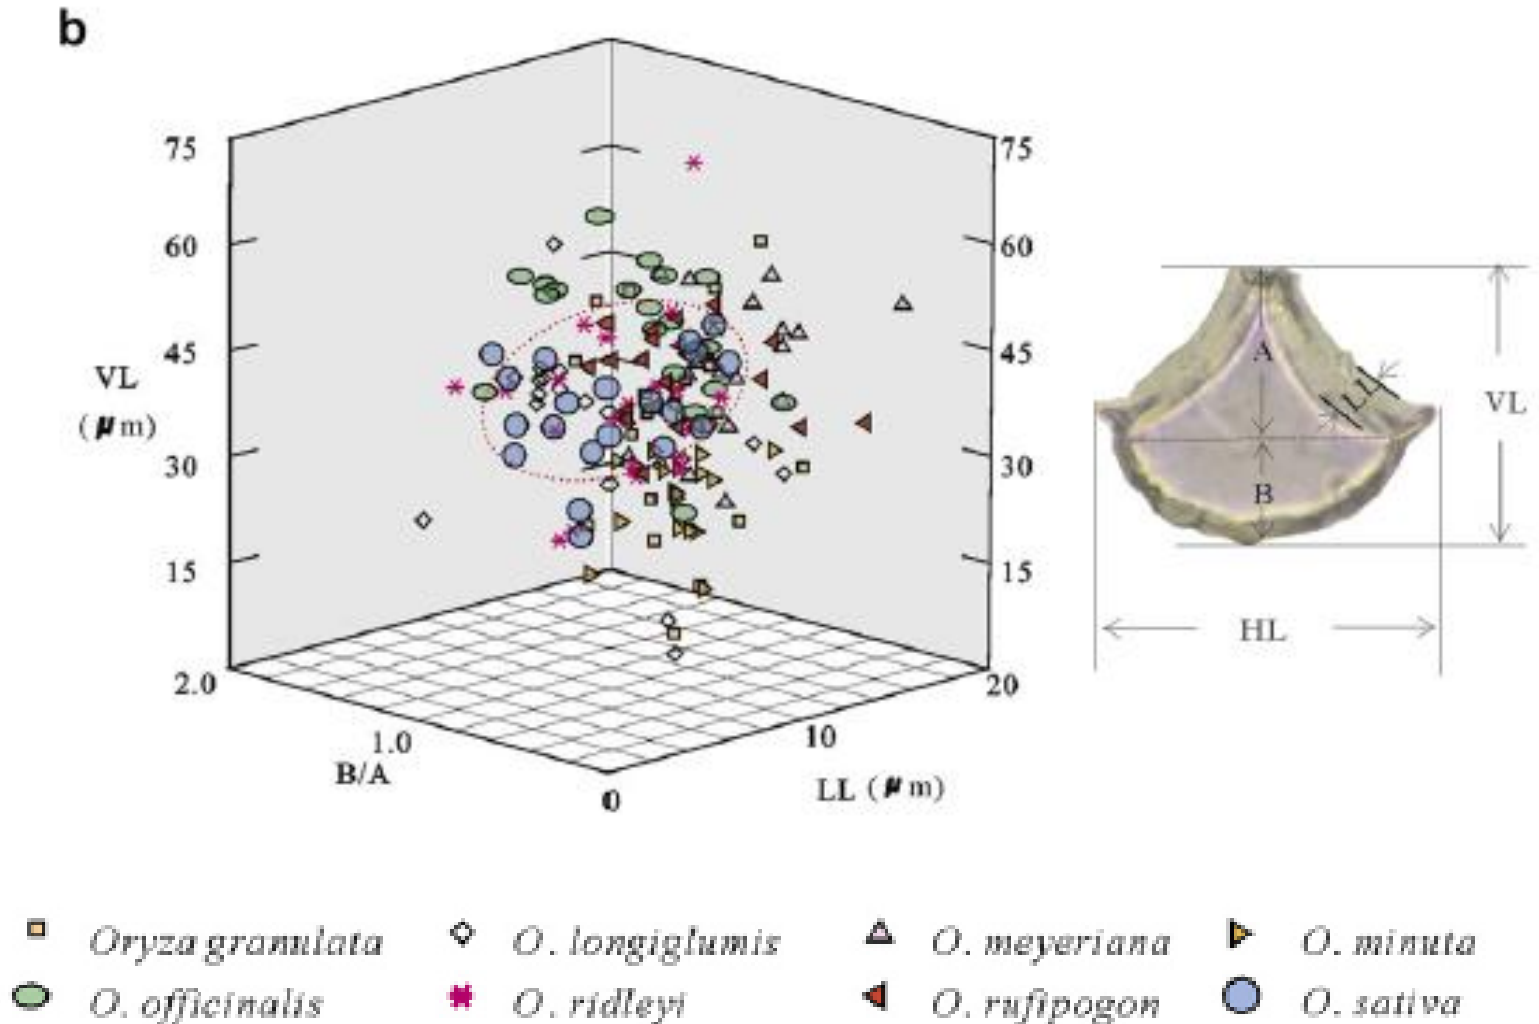 b
75
75
60
60
VL
(μm)
45
45
30
30
15
15
2.0
20
1.0
10
B/A
LL (μm)
0
A
LL
VL
B
HL
Oryza granulata
O. longiglumis
O. meyeriana
O. minuta
O. officinalis
O. ridleyi
O. rufipogon
O. sativa